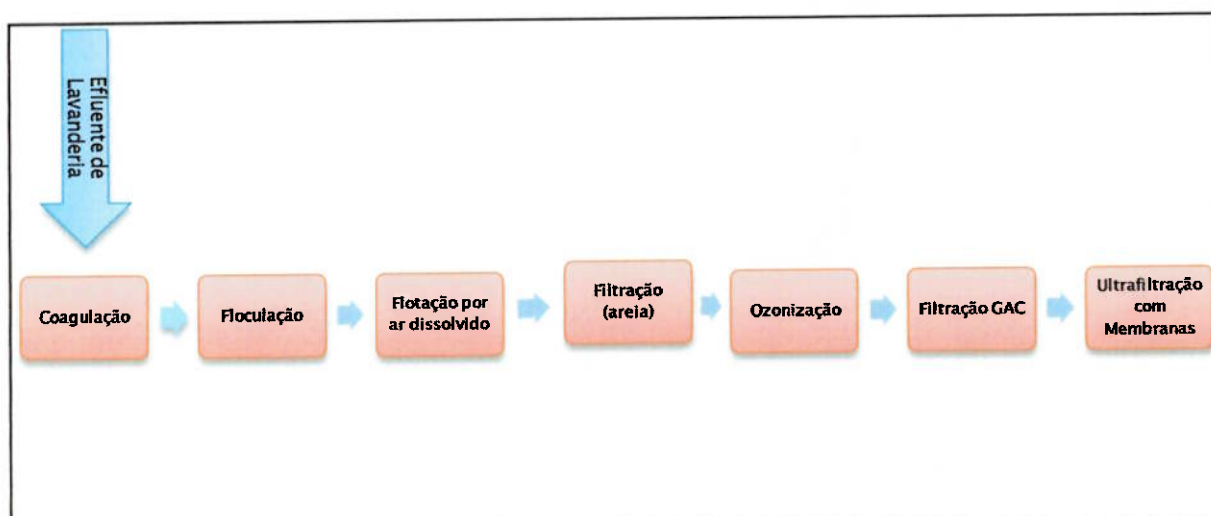 Efluente de
Lavanderia
Coagulação
Floculação
Flotação por
ar dissolvido
Filtração
(areia)
Ozonização
Filtração GAC
Ultrafiltração
com
Membranas